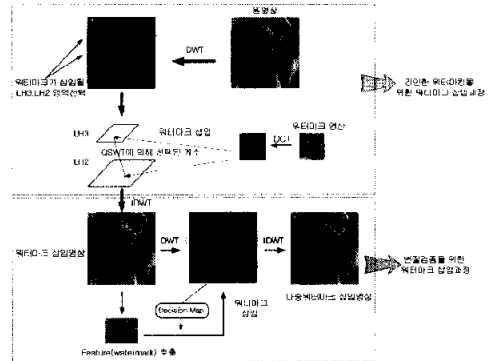 원영상
DWT
워터마크가 삽입될
LH3,LH2 영역선택
강인한 워터마킹을
위한 워터마크 삽입과정
LH3
워터마크 삽입
워터마크 영상
QSWT에 의해 선택된 계수
DCT
LH2
IDWT
워터마크 삽입영상
DWT
IDWT
변질검증을 위한
워터마크 삽입과정
Decision Map
워터마크
삽입
다중워터마크 삽입영상
Feature(watermark) 추출